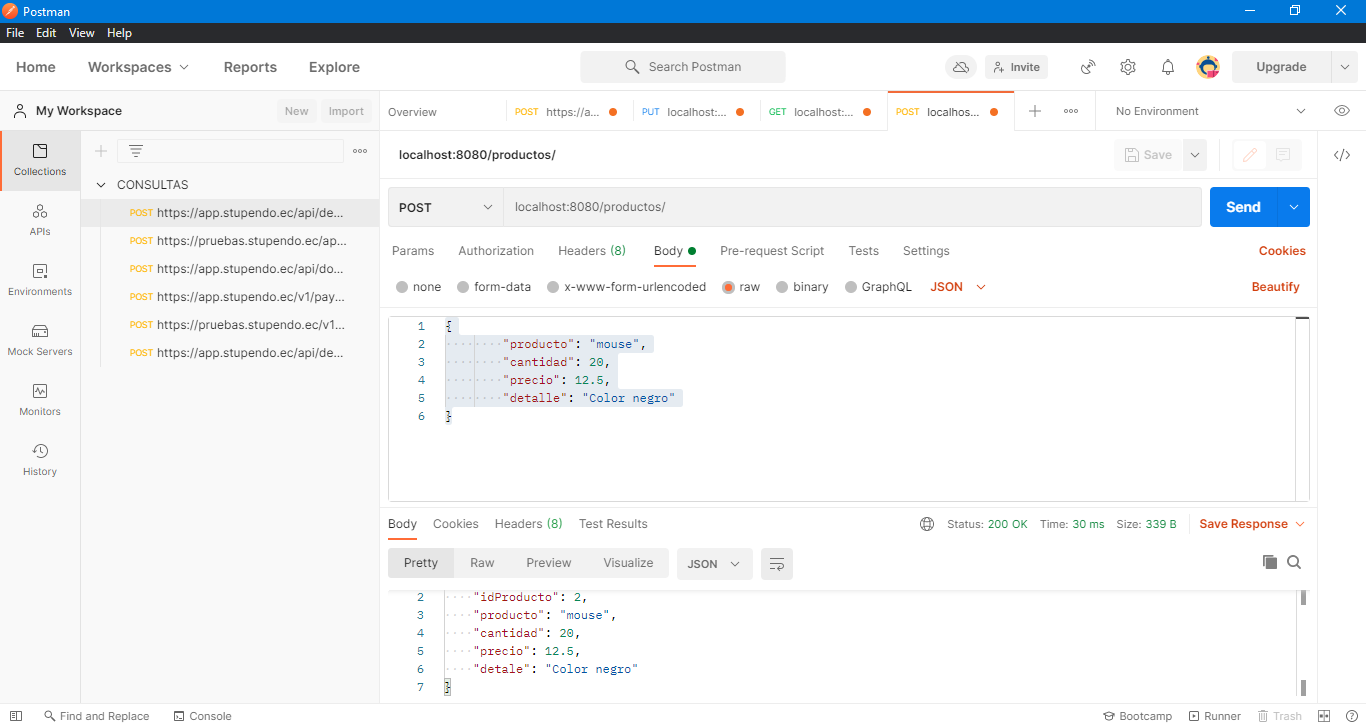 Postman
File Edit View Help
Home Workspaces Reports Explore Search Postman Invite Upgrade
My Workspace New Import
Overview POST https://a... PUT localhost:... GET localhost:... POST localhos... No Environment
Collections
APIs
Environments
Mock Servers
Monitors
History
CONSULTAS
POST https://app.stupendo.ec/api/de...
POST https://pruebas.stupendo.ec/ap...
POST https://app.stupendo.ec/api/do...
POST https://app.stupendo.ec/v1/pay...
POST https://pruebas.stupendo.ec/v1...
POST https://app.stupendo.ec/api/de...
localhost:8080/productos/ Save
POST localhost:8080/productos/ Send
Params Authorization Headers (8) Body Pre-request Script Tests Settings Cookies
none form-data x-www-form-urlencoded raw binary GraphQL JSON Beautify
1 {
2 "producto": "mouse",
3 "cantidad": 20,
4 "precio": 12.5,
5 "detalle": "Color negro"
6 }
Body Cookies Headers (8) Test Results Status: 200 OK Time: 30 ms Size: 339 B Save Response
Pretty Raw Preview Visualize JSON
2 "idProducto": 2,
3 "producto": "mouse",
4 "cantidad": 20,
5 "precio": 12.5,
6 "detale": "Color negro"
7 }
Find and Replace Console Bootcamp Runner Trash